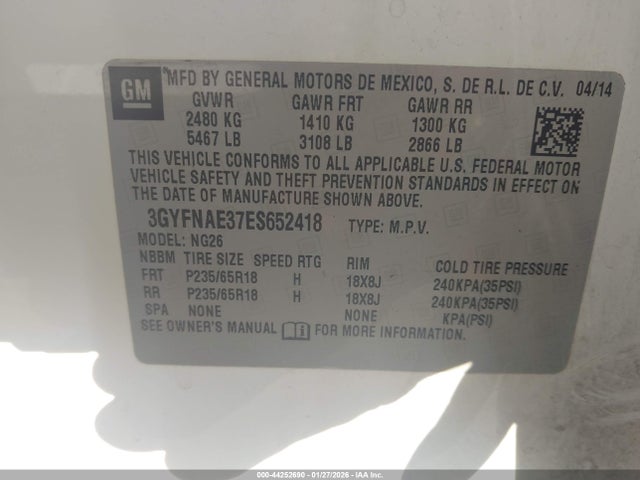 GM
*MFD BY GENERAL MOTORS DE MEXICO, S. DE R.L. DE C.V. 04/14
GVWR GAWR FRT GAWR RR
2480 KG 1410 KG 1300 KG
5467 LB 3108 LB 2866 LB
THIS VEHICLE CONFORMS TO ALL APPLICABLE U.S. FEDERAL MOTOR
VEHICLE SAFETY AND THEFT PREVENTION STANDARDS IN EFFECT ON
THE DATE OF MANUFACTURE SHOWN ABOVE.
3GYFNAE37ES652418 TYPE: M.P.V.
MODEL: NG26
NBBM TIRE SIZE SPEED RTG RIM COLD TIRE PRESSURE
FRT P235/65R18 H 18X8J 240KPA(35PSI)
RR P235/65R18 H 18X8J 240KPA(35PSI)
SPA NONE NONE KPA(PSI)
SEE OWNER'S MANUAL FOR MORE INFORMATION.
000-44252690 - 01/27/2026 - IAAI.ca